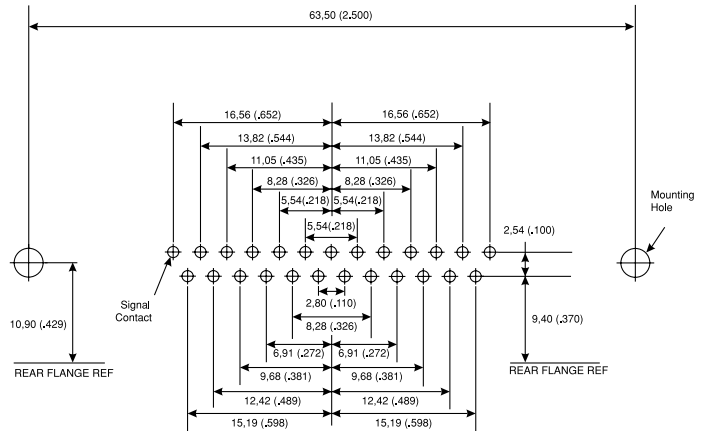 63,50 (2.500)
16,56 (.652) 16,56 (.652)
13,82 (.544) 13,82 (.544)
11,05 (.435) 11,05 (.435)
8,28 (.326) 8,28 (.326)
5,54(.218) 5,54(.218)
5,54(.218)
Mounting
Hole
2,54 (.100)
Signal
Contact
2,80 (.110)
10,90 (.429)
9,40 (.370)
8,28 (.326)
6,91 (.272) 6,91 (.272)
REAR FLANGE REF REAR FLANGE REF
9,68 (.381) 9,68 (.381)
12,42 (.489) 12,42 (.489)
15,19 (.598) 15,19 (.598)